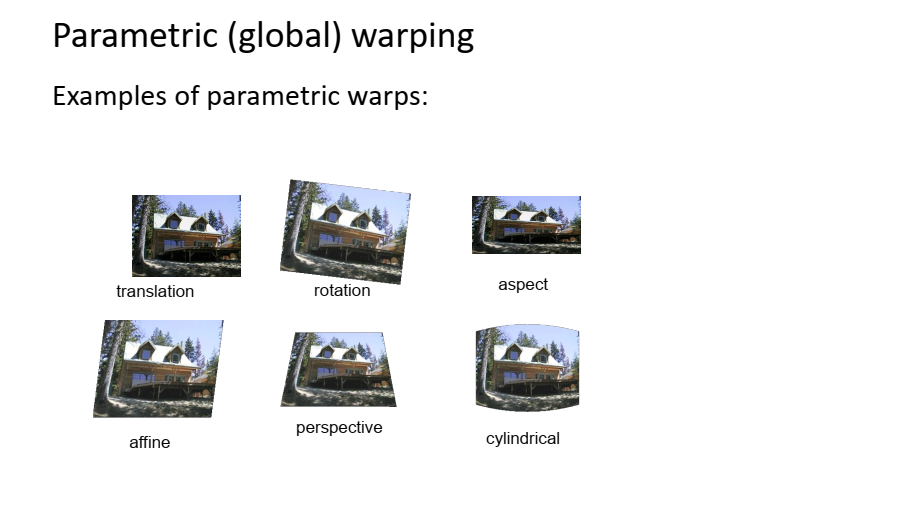 Parametric (global) warping
Examples of parametric warps:
translation
rotation
aspect
affine
perspective
cylindrical